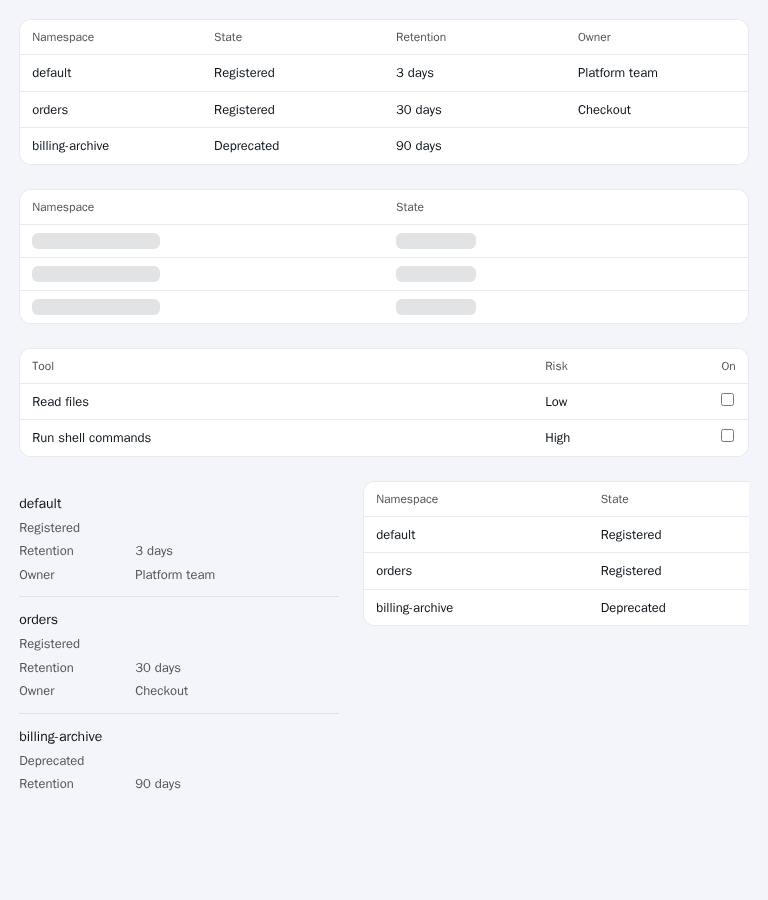 Namespace State Retention Owner
default Registered 3 days Platform team
orders Registered 30 days Checkout
billing-archive Deprecated 90 days
Namespace State
Tool Risk On
Read files Low
Run shell commands High
default
Registered
Retention 3 days
Owner Platform team
orders
Registered
Retention 30 days
Owner Checkout
billing-archive
Deprecated
Retention 90 days
Namespace State
default Registered
orders Registered
billing-archive Deprecated